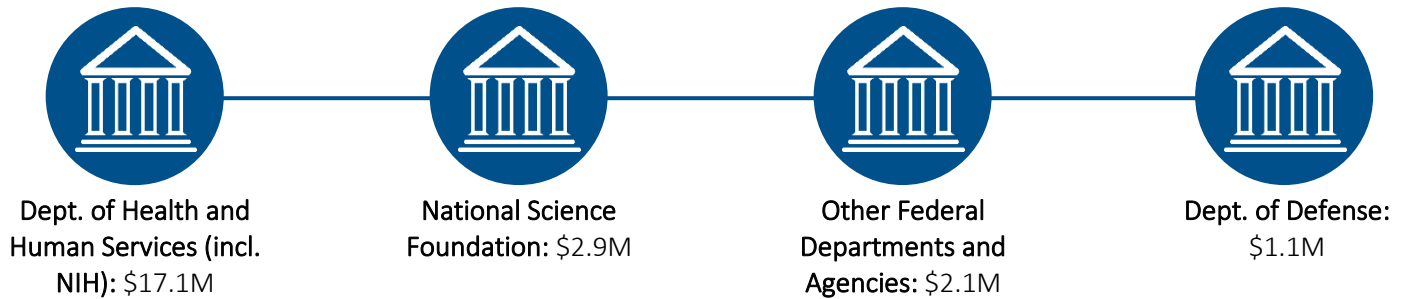 Dept. of Health and
Human Services (incl.
NIH): $17.1M
National Science
Foundation: $2.9M
Other Federal
Departments and
Agencies: $2.1M
Dept. of Defense:
$1.1M